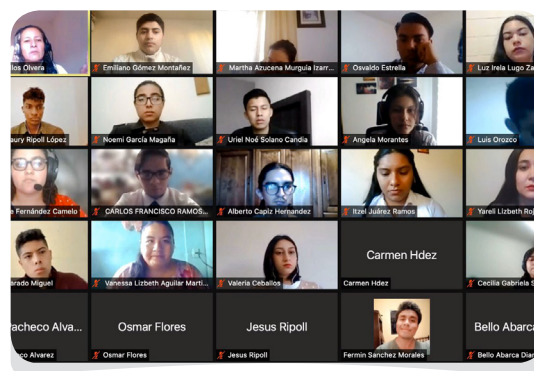 los Olvera
Emiliano Gómez Montañez
Martha Azucena Murguía Izarr...
Osvaldo Estrella
Luz Irela Lugo Za
aury Ripoll López
Noemi García Magaña
Uriel Noé Solano Candia
Angela Morantes
Luis Orozco
e Fernández Camelo
CARLOS FRANCISCO RAMOS...
Alberto Capiz Hernandez
Itzel Juárez Ramos
Yareli Lizbeth Roj
arado Miguel
Vanessa Lizbeth Aguilar Marti...
Valeria Ceballos
Carmen Hdez
Carmen Hdez
Cecilia Gabriela S
Pacheco Alva...
co Alvarez
Osmar Flores
Osmar Flores
Jesus Ripoll
Jesus Ripoll
Fermin Sanchez Morales
Bello Abarca
Bello Abarca Dian